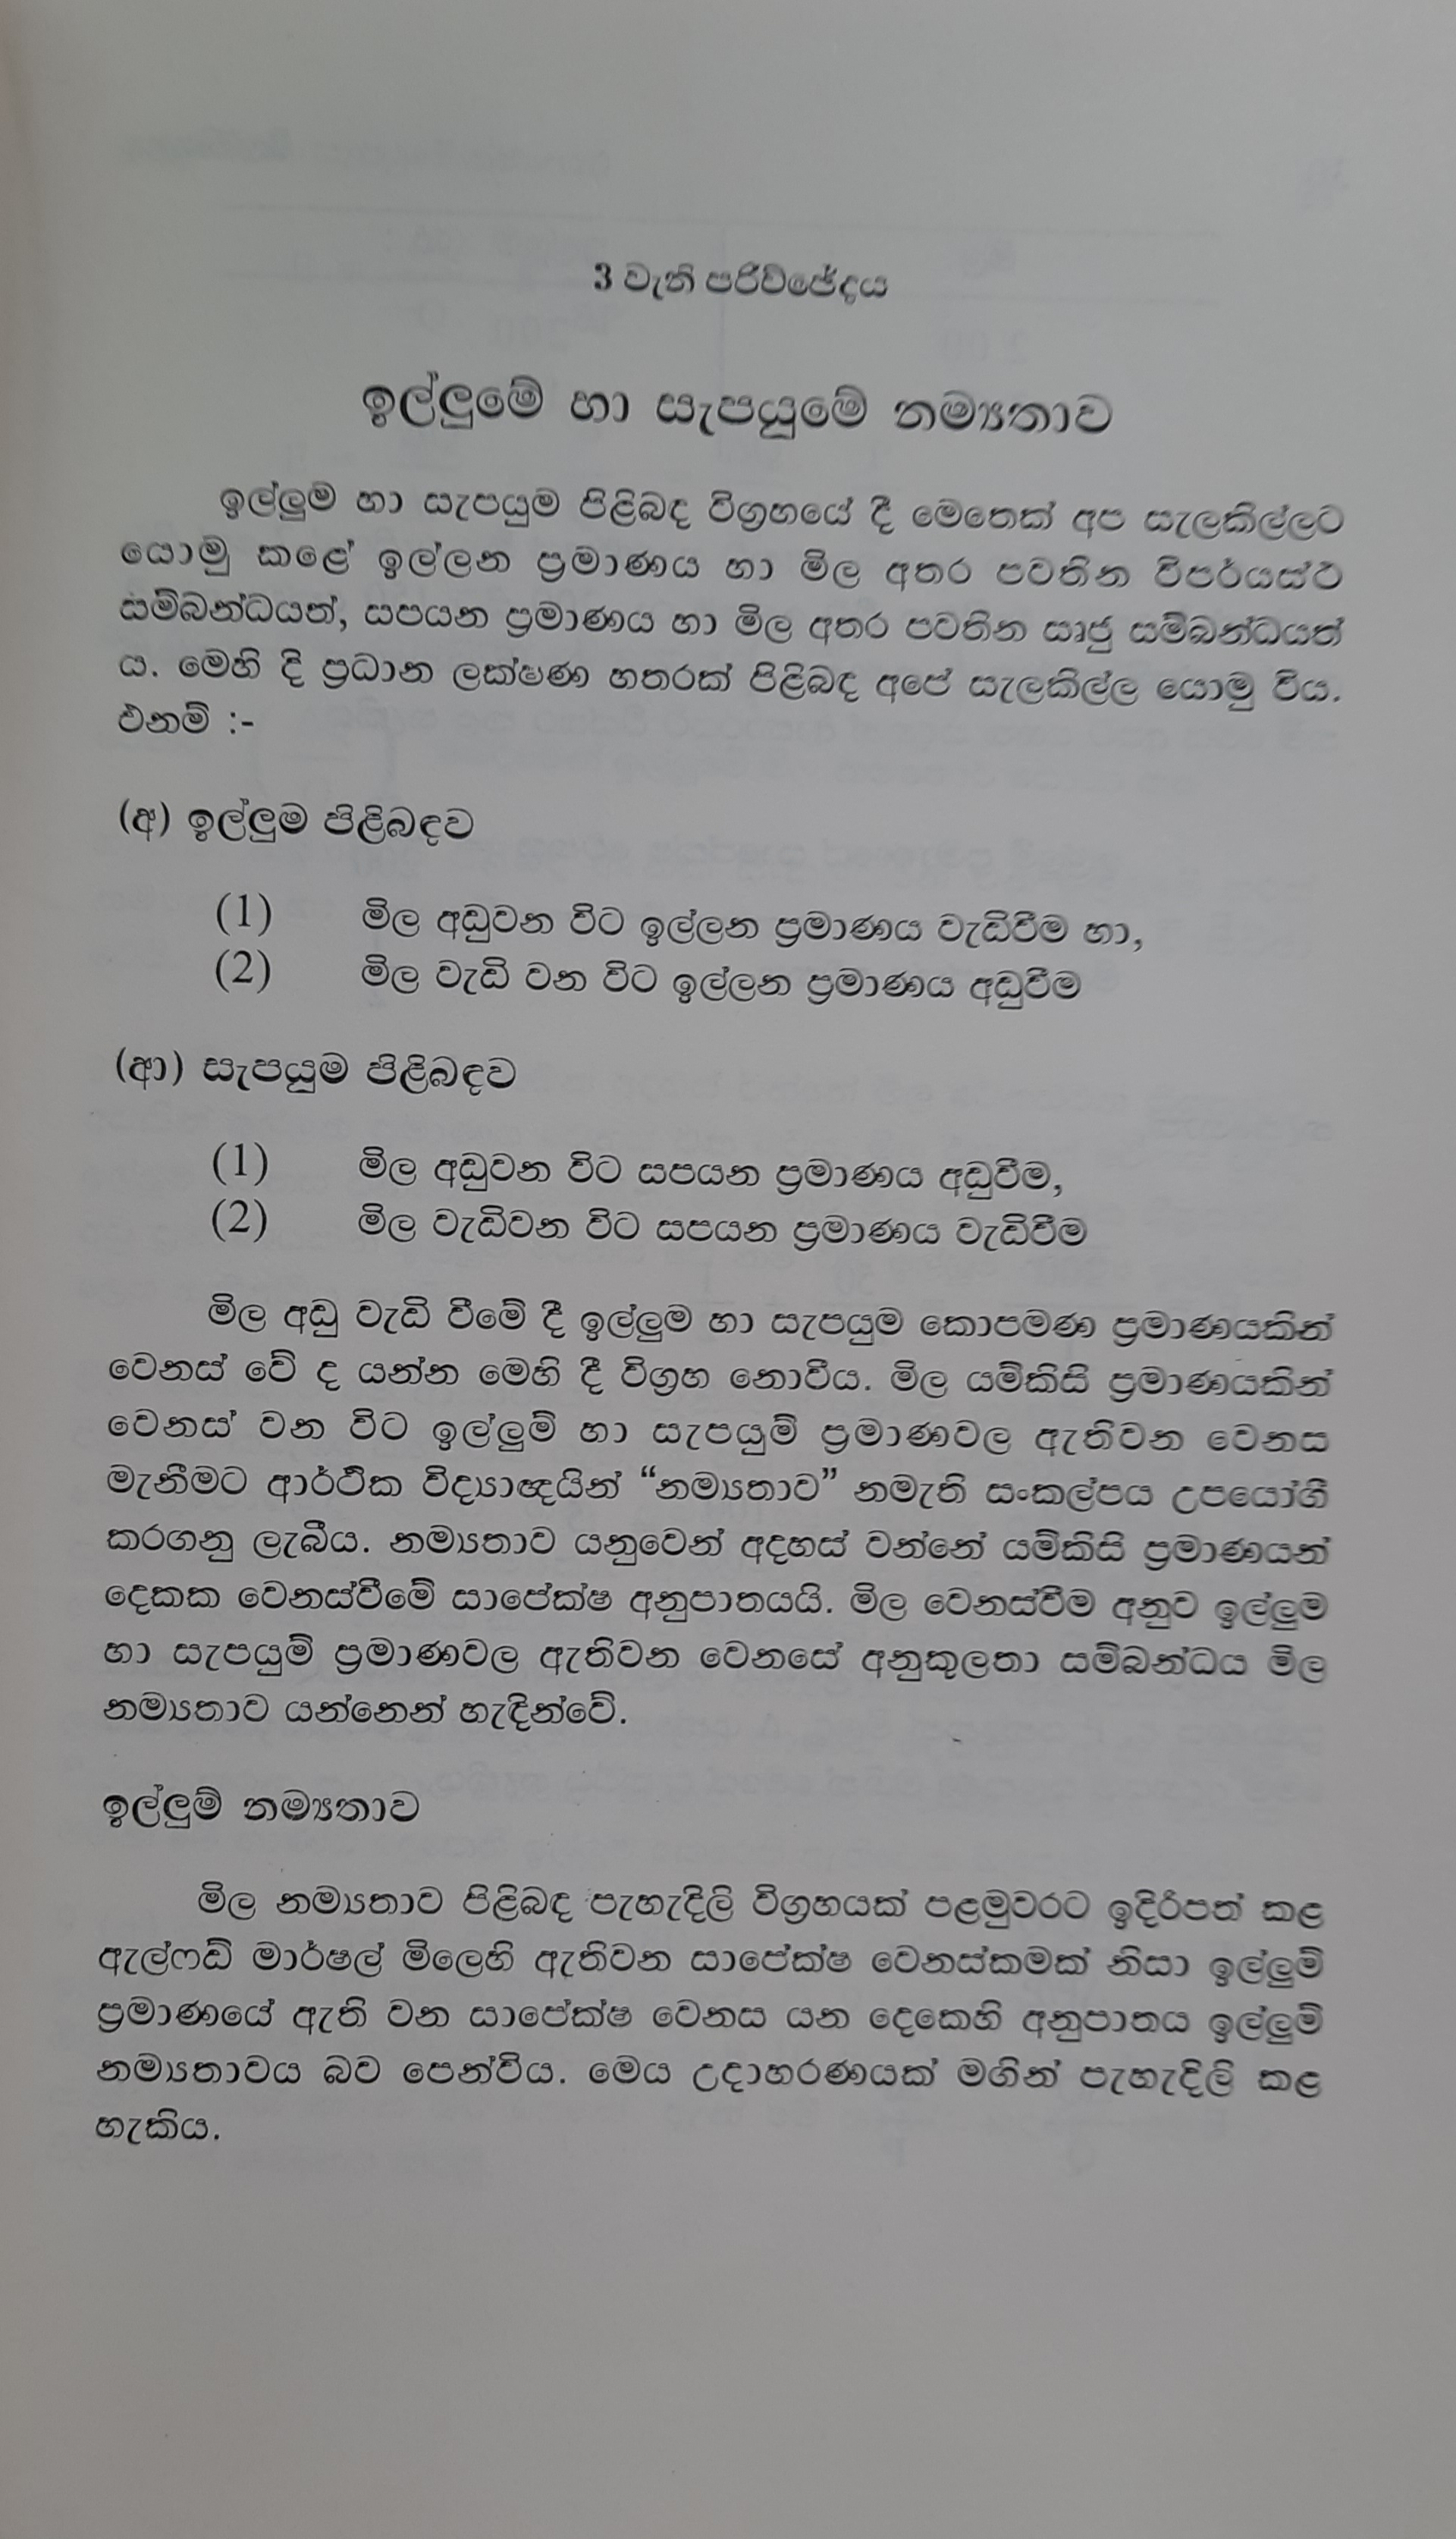 3 වැනි පරිච්ඡේදය
ඉල්ලුමේ හා සැපයුමේ නම්‍යතාව
ඉල්ලුම හා සැපයුම පිළිබඳ විග්‍රහයේ දී මෙතෙක් අප සැලකිල්ලට
යොමු කළේ ඉල්ලන ප්‍රමාණය හා මිල අතර පවතින විපර්යස්ථ
සම්බන්ධයත්, සපයන ප්‍රමාණය හා මිල අතර පවතින ඍජු සම්බන්ධයත්
ය. මෙහි දි ප්‍රධාන ලක්ෂණ හතරක් පිළිබඳ අපේ සැලකිල්ල යොමු විය.
එනම් :-
(අ) ඉල්ලුම පිළිබඳව
(1) මිල අඩුවන විට ඉල්ලන ප්‍රමාණය වැඩිවීම හා,
(2) මිල වැඩි වන විට ඉල්ලන ප්‍රමාණය අඩුවීම
(ආ) සැපයුම පිළිබඳව
(1) මිල අඩුවන විට සපයන ප්‍රමාණය අඩුවීම,
(2) මිල වැඩිවන විට සපයන ප්‍රමාණය වැඩිවීම
මිල අඩු වැඩි වීමේ දී ඉල්ලුම හා සැපයුම කොපමණ ප්‍රමාණයකින්
වෙනස් වේ ද යන්න මෙහි දී විග්‍රහ නොවීය. මිල යම්කිසි ප්‍රමාණයකින්
වෙනස් වන විට ඉල්ලුම් හා සැපයුම් ප්‍රමාණවල ඇතිවන වෙනස
මැනීමට ආර්ථික විද්‍යාඥයින් “නම්‍යතාව” නමැති සංකල්පය උපයෝගී
කරගනු ලැබීය. නම්‍යතාව යනුවෙන් අදහස් වන්නේ යම්කිසි ප්‍රමාණයන්
දෙකක වෙනස්වීමේ සාපේක්ෂ අනුපාතයයි. මිල වෙනස්වීම අනුව ඉල්ලුම
හා සැපයුම් ප්‍රමාණවල ඇතිවන වෙනසේ අනුකූලතා සම්බන්ධය මිල
නම්‍යතාව යන්නෙන් හැඳින්වේ.
ඉල්ලුම් නම්‍යතාව
මිල නම්‍යතාව පිළිබඳ පැහැදිලි විග්‍රහයක් පළමුවරට ඉදිරිපත් කළ
ඇල්ෆඩ් මාර්ෂල් මිලෙහි ඇතිවන සාපේක්ෂ වෙනස්කමක් නිසා ඉල්ලුම්
ප්‍රමාණයේ ඇති වන සාපේක්ෂ වෙනස යන දෙකෙහි අනුපාතය ඉල්ලුම්
නම්‍යතාවය බව පෙන්විය. මෙය උදාහරණයක් මගින් පැහැදිලි කළ
හැකිය.